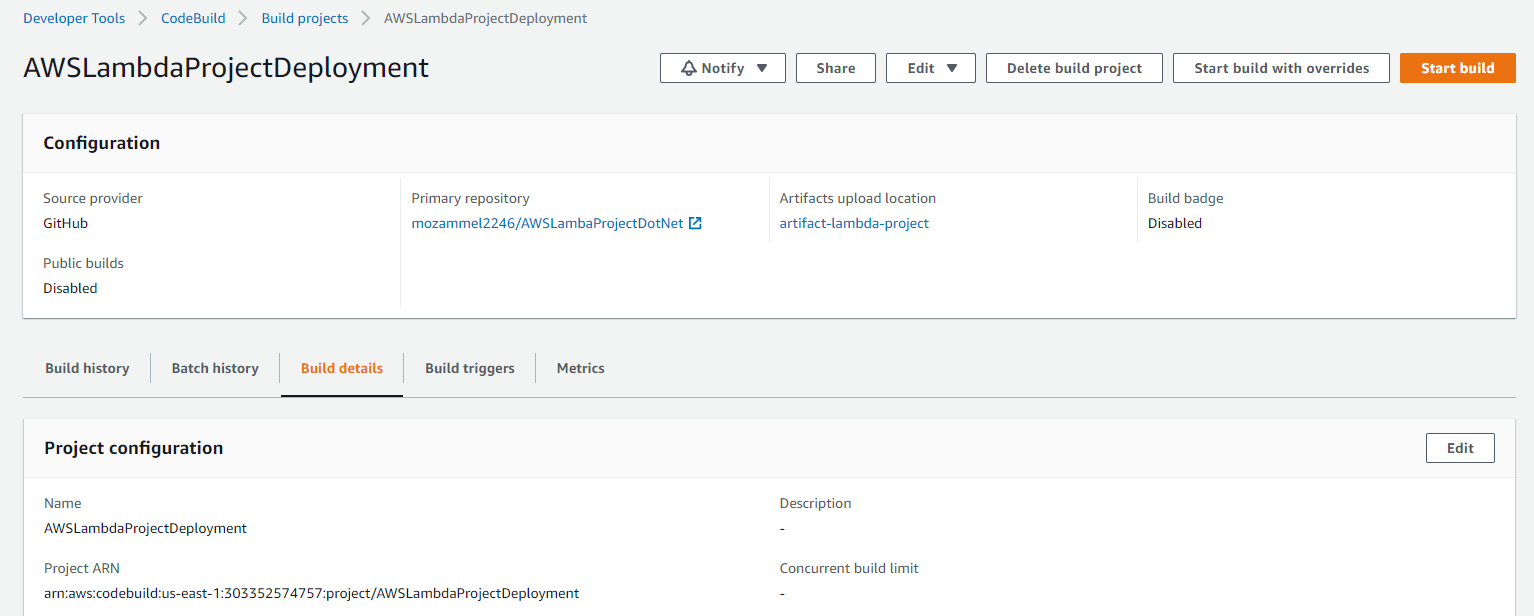 Developer Tools > CodeBuild > Build projects > AWSLambdaProjectDeployment
AWSLambdaProjectDeployment
Notify ▼ Share Edit ▼ Delete build project Start build with overrides Start build
Configuration
Source provider Primary repository Artifacts upload location Build badge
GitHub mozammel2246/AWSLambaProjectDotNet artifact-lambda-project Disabled
Public builds
Disabled
Build history Batch history Build details Build triggers Metrics
Project configuration Edit
Name Description
AWSLambdaProjectDeployment -
Project ARN Concurrent build limit
arn:aws:codebuild:us-east-1:303352574757:project/AWSLambdaProjectDeployment -